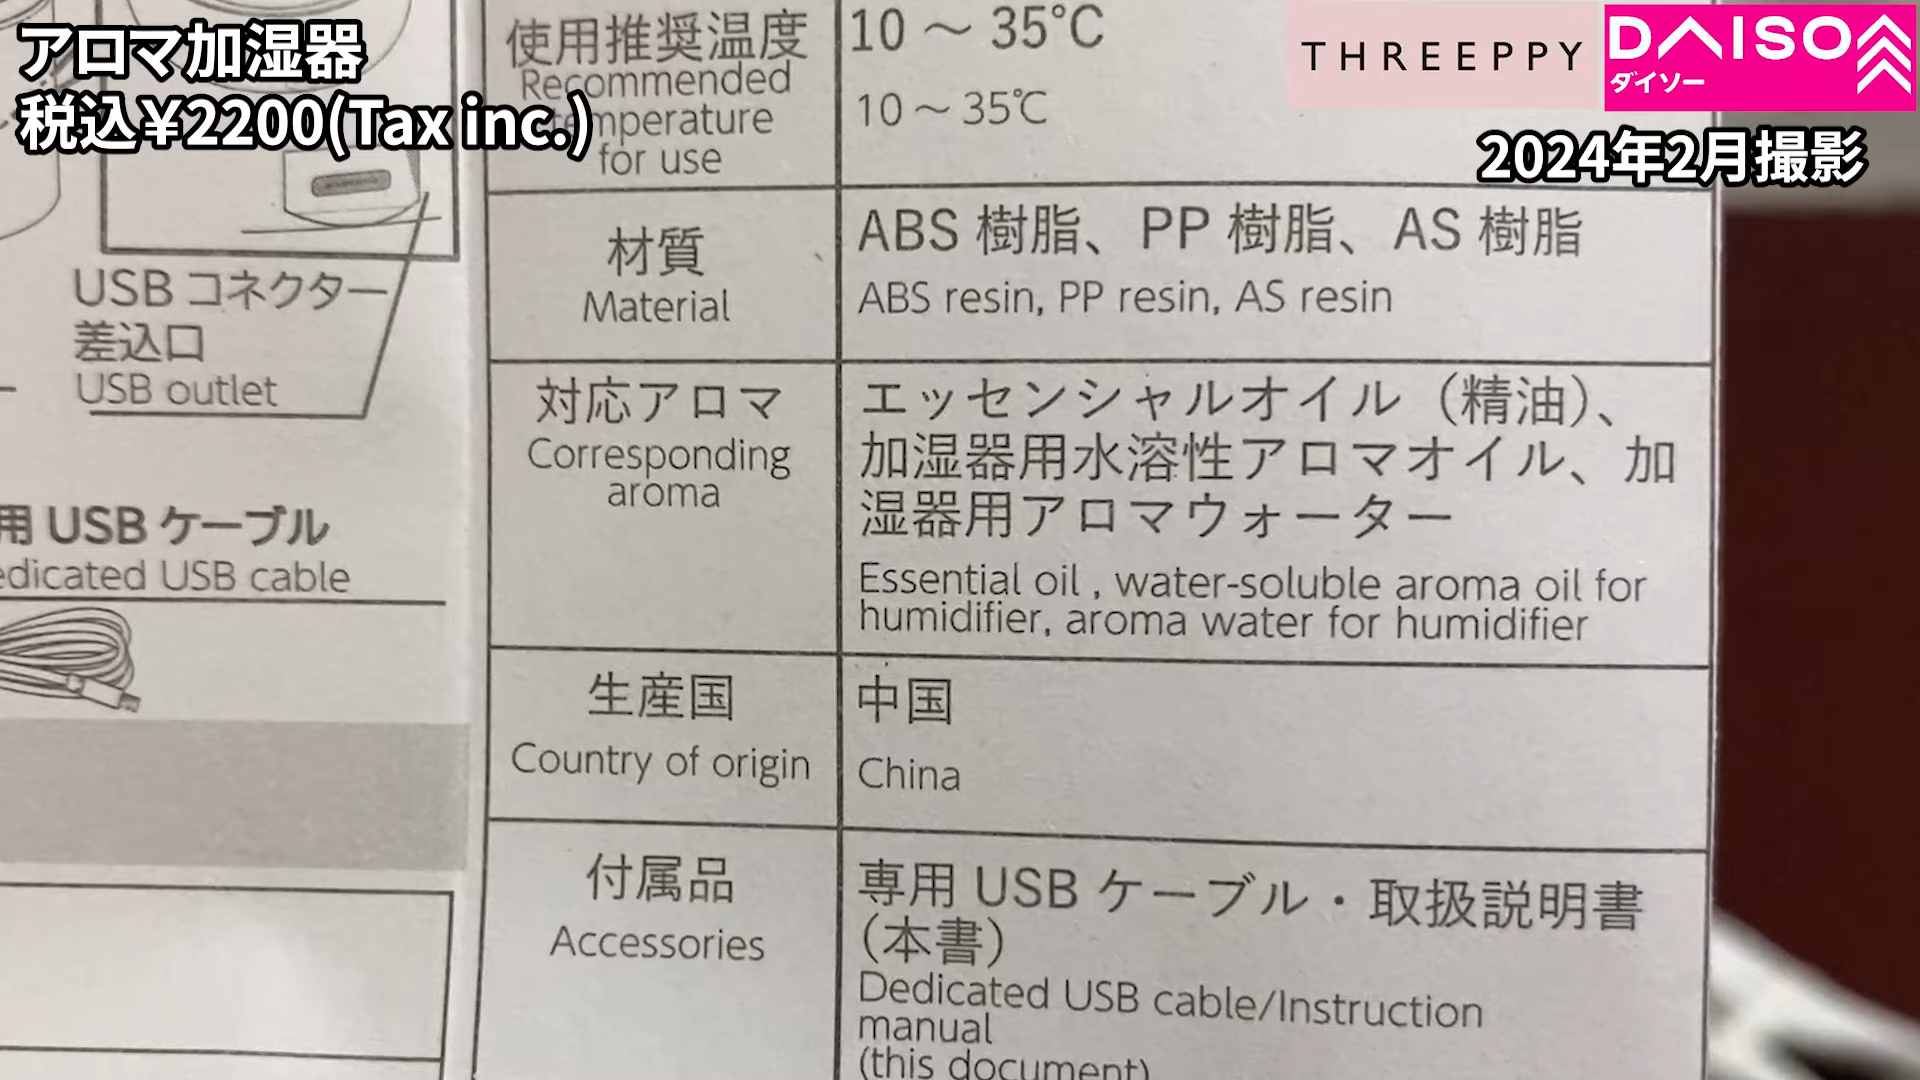 アロマ加湿器
税込¥2200(Tax inc.)
THREEPPY
DAISO
ダイソー
2024年2月撮影
USB コネクター
差込口
USB outlet
用 USB ケーブル
edicated USB cable
使用推奨温度
Recommended
temperature
for use
10 ～ 35℃
10 ～ 35℃
材質
Material
ABS 樹脂、PP 樹脂、AS 樹脂
ABS resin, PP resin, AS resin
対応アロマ
Corresponding
aroma
エッセンシャルオイル（精油）、
加湿器用水溶性アロマオイル、加
湿器用アロマウォーター
Essential oil , water-soluble aroma oil for
humidifier, aroma water for humidifier
生産国
Country of origin
中国
China
付属品
Accessories
専用 USB ケーブル・取扱説明書
（本書）
Dedicated USB cable/Instruction
manual
(this document)